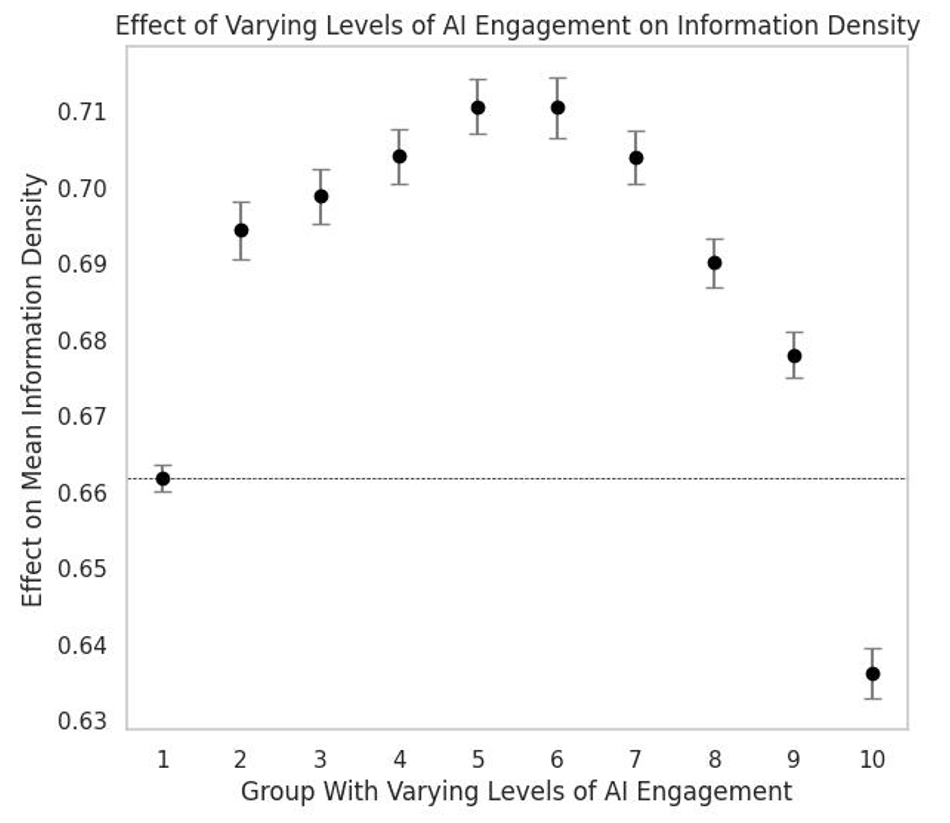 Effect of Varying Levels of AI Engagement on Information Density
Effect on Mean Information Density
0.71
0.70
0.69
0.68
0.67
0.66
0.65
0.64
0.63
1 2 3 4 5 6 7 8 9 10
Group With Varying Levels of AI Engagement